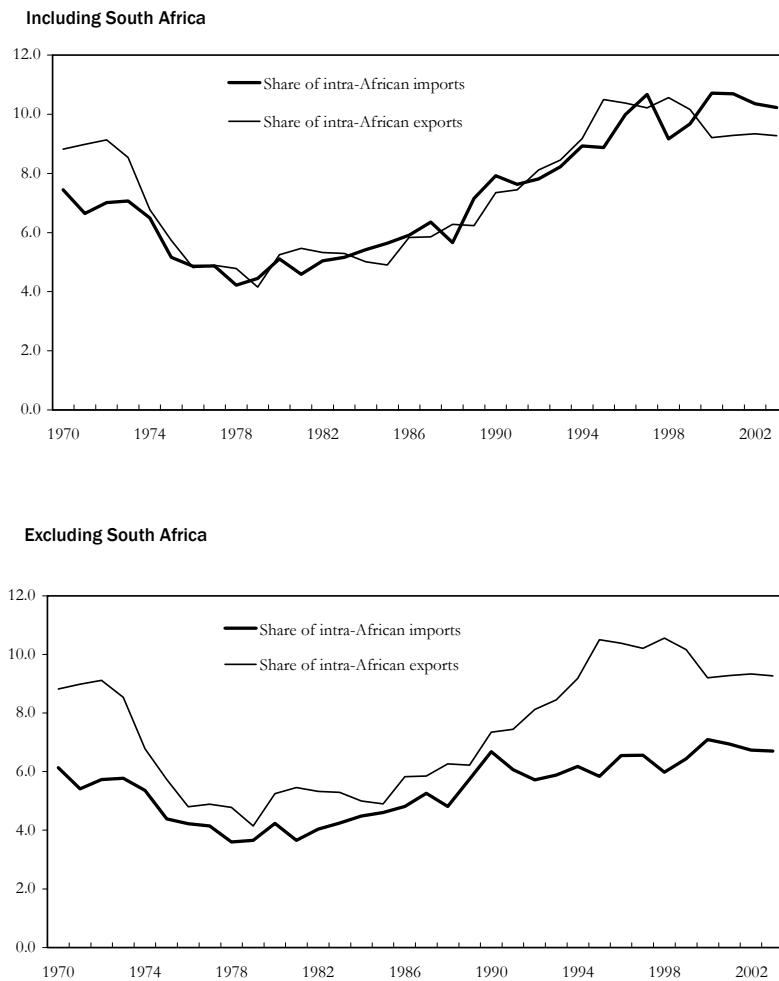 Including South Africa
12.0
Share of intra-African imports
10.0
Share of intra-African exports
8.0
6.0
4.0
2.0
0.0
1970 1974 1978 1982 1986 1990 1994 1998 2002
Excluding South Africa
12.0
Share of intra-African imports
10.0
Share of intra-African exports
8.0
6.0
4.0
2.0
0.0
1970 1974 1978 1982 1986 1990 1994 1998 2002